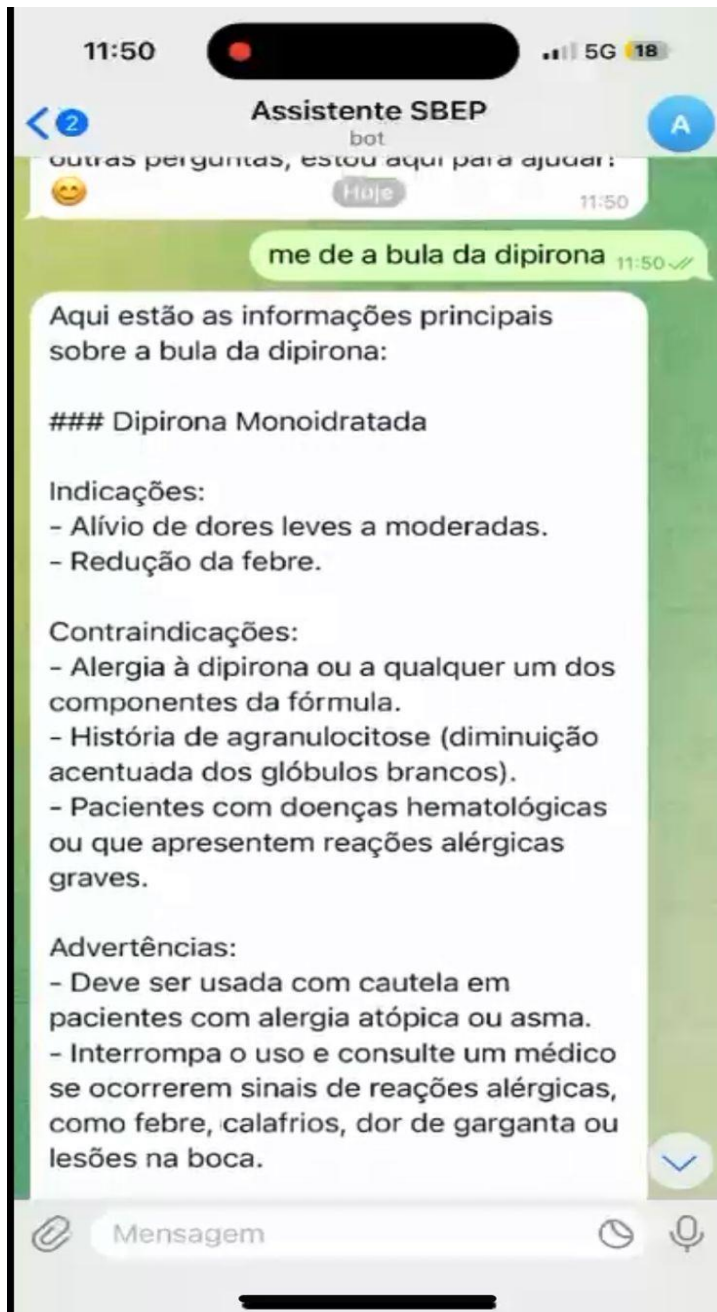 11:50
5G 18
2
Assistente SBEP
bot
A
outras perguntas, estou aqui para ajudar!
Hoje
11:50
me de a bula da dipirona 11:50
Aqui estão as informações principais
sobre a bula da dipirona:
### Dipirona Monoidratada
Indicações:
- Alívio de dores leves a moderadas.
- Redução da febre.
Contraindicações:
- Alergia à dipirona ou a qualquer um dos
componentes da fórmula.
- História de agranulocitose (diminuição
acentuada dos glóbulos brancos).
- Pacientes com doenças hematológicas
ou que apresentem reações alérgicas
graves.
Advertências:
- Deve ser usada com cautela em
pacientes com alergia atópica ou asma.
- Interrompa o uso e consulte um médico
se ocorrerem sinais de reações alérgicas,
como febre, calafrios, dor de garganta ou
lesões na boca.
Mensagem